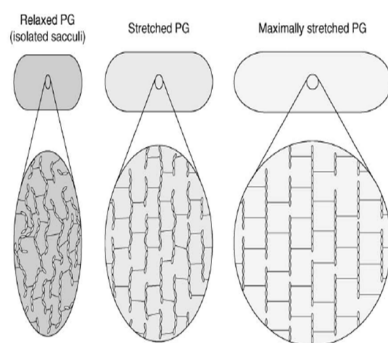 Relaxed PG
(isolated sacculi)
Stretched PG
Maximally stretched PG